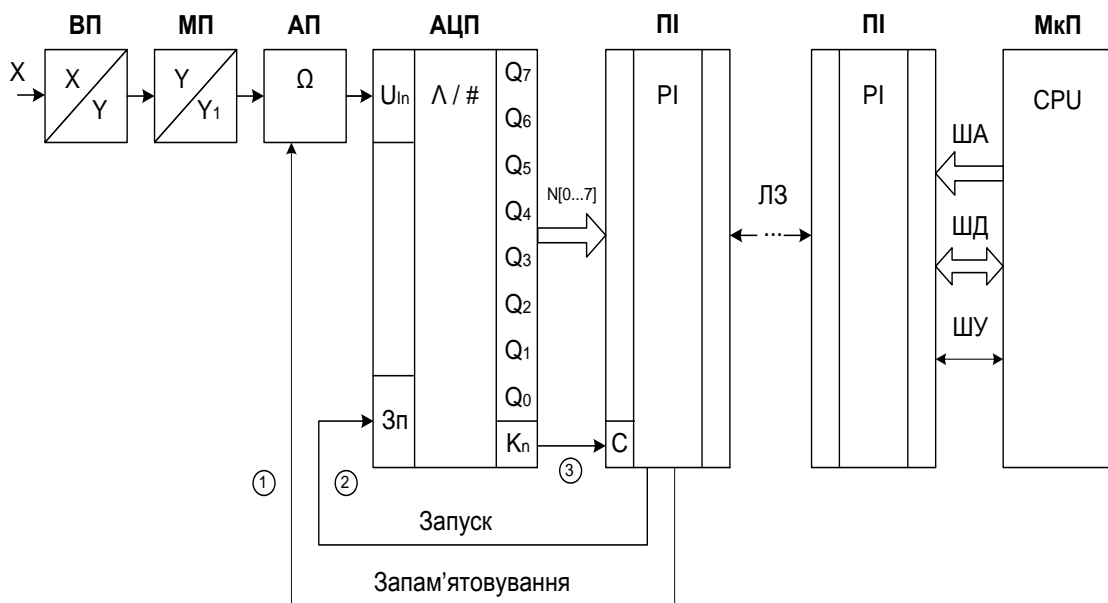 ВП МП АП АЦП ПІ ПІ МкП
X
X
Y
Y
Y1
Ω
UIn
Λ / #
Q7
Q6
Q5
Q4
Q3
Q2
Q1
Q0
Зп
Kn
N[0...7]
PI
C
ЛЗ
...
PI
ША
ШД
ШУ
CPU
1
2
3
Запуск
Запам’ятовування